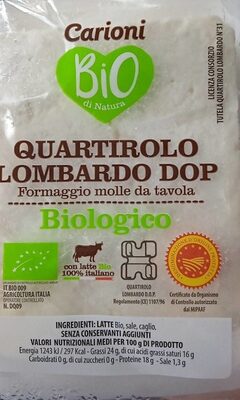 Carioni
BiO
di Natura
LICENZA CONSORZIO
TUTELA QUARTIROLO LOMBARDO N°31
QUARTIROLO
LOMBARDO DOP
Formaggio molle da tavola
Biologico
IT BIO 009
AGRICOLTURA ITALIA
OPERATORE CONTROLLATO
N. DQ09
con latte Bio
100% italiano
QUARTIROLO
LOMBARDO D.O.P.
Regolamento (CE) 1107/96
Certificato da Organismo
di Controllo autorizzato
dal MIPAAF
INGREDIENTI: LATTE Bio, sale, caglio.
SENZA CONSERVANTI AGGIUNTI
VALORI NUTRIZIONALI MEDI PER 100 g DI PRODOTTO
Energia 1243 kJ / 297 Kcal - Grassi 24 g, di cui acidi grassi saturi 16 g
Carboidrati 0 g, di cui zuccheri 0 g - Proteine 18 g - Sale 1,3 g